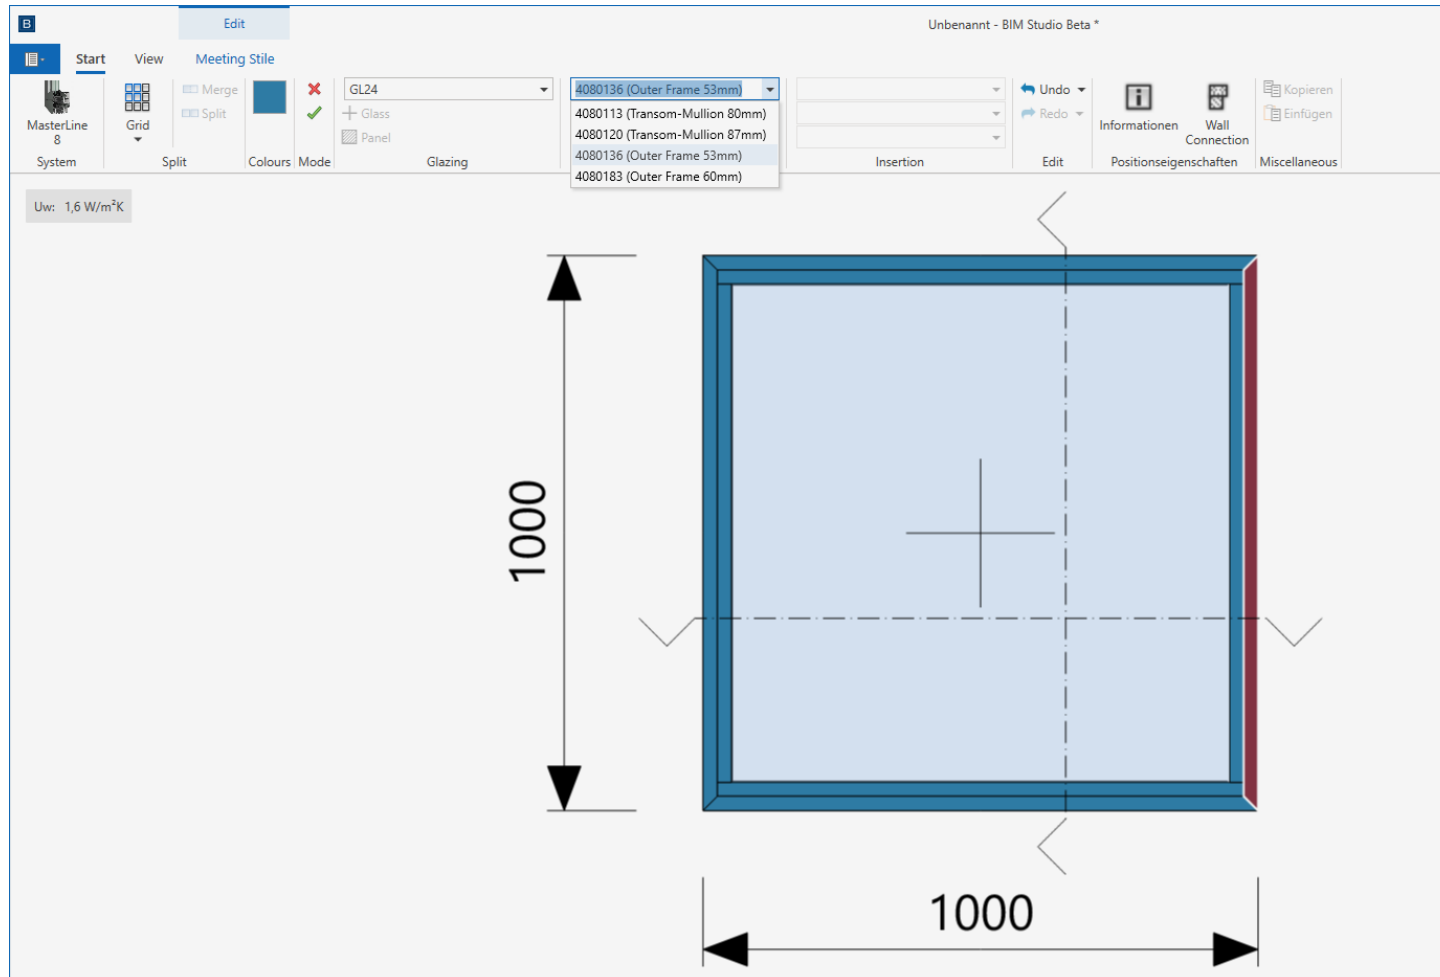 B
Edit
Unbenannt - BIM Studio Beta *
Start
View
Meeting Stile
MasterLine
8
System
Grid
Merge
Split
Split
Colours
Mode
GL24
Glass
Panel
Glazing
4080136 (Outer Frame 53mm)
4080113 (Transom-Mullion 80mm)
4080120 (Transom-Mullion 87mm)
4080136 (Outer Frame 53mm)
4080183 (Outer Frame 60mm)
Insertion
Undo
Redo
Edit
Informationen
Wall
Connection
Positionseigenschaften
Kopieren
Einfügen
Miscellaneous
Uw: 1,6 W/m²K
1000
1000